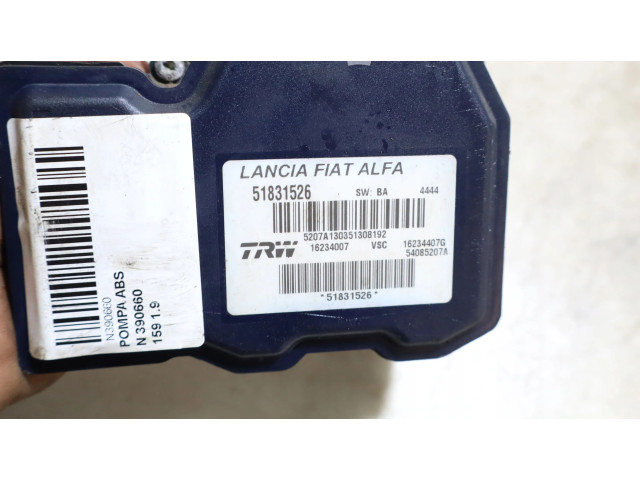 LANCIA FIAT ALFA
51831526 SW: BA 4444
5207A130351308192
TRW 16234007 VSC 16234407G
54085207A
*51831526*
N390660
POMPA ABS
N 390660
159 1.9